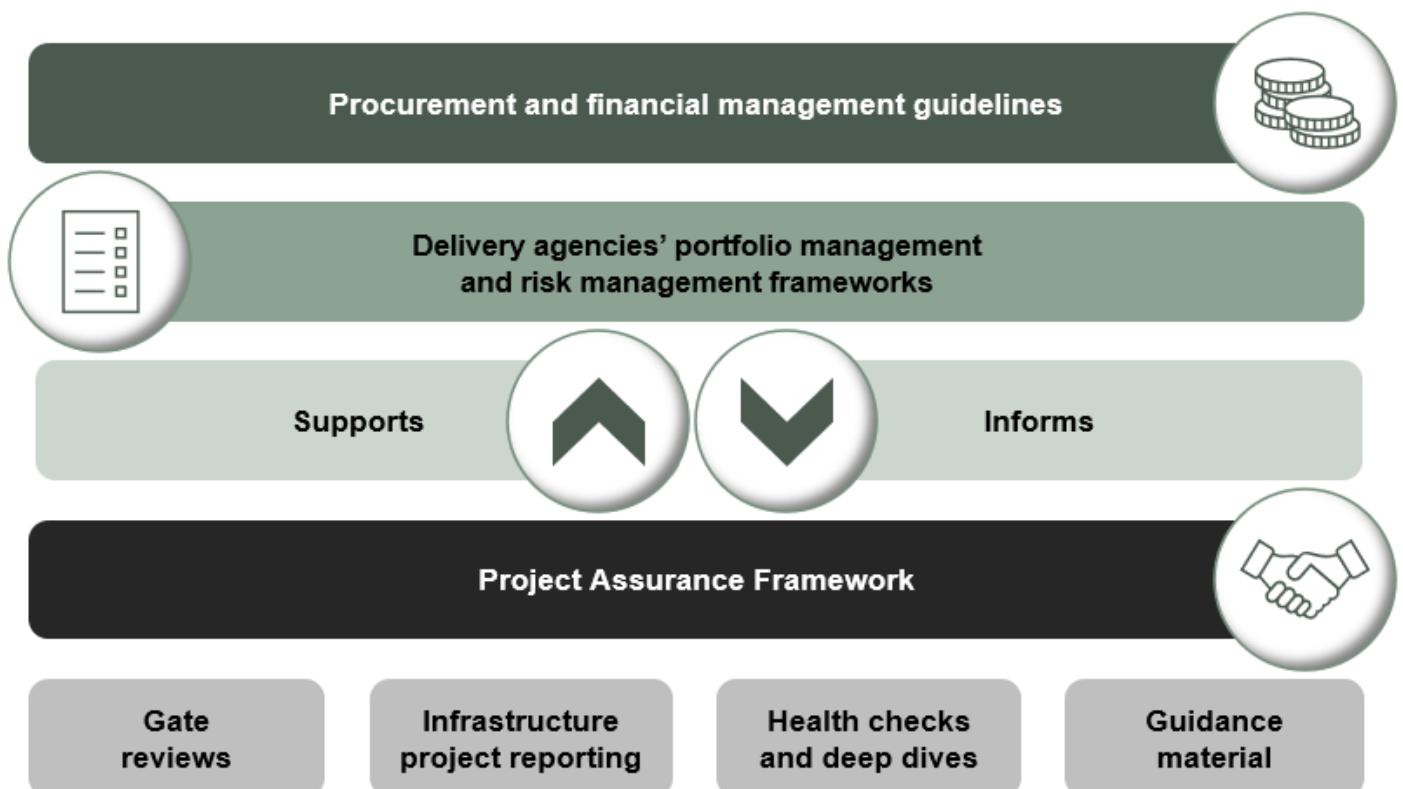 Procurement and financial management guidelines
Delivery agencies’ portfolio management
and risk management frameworks
Supports
Informs
Project Assurance Framework
Gate
reviews
Infrastructure
project reporting
Health checks
and deep dives
Guidance
material